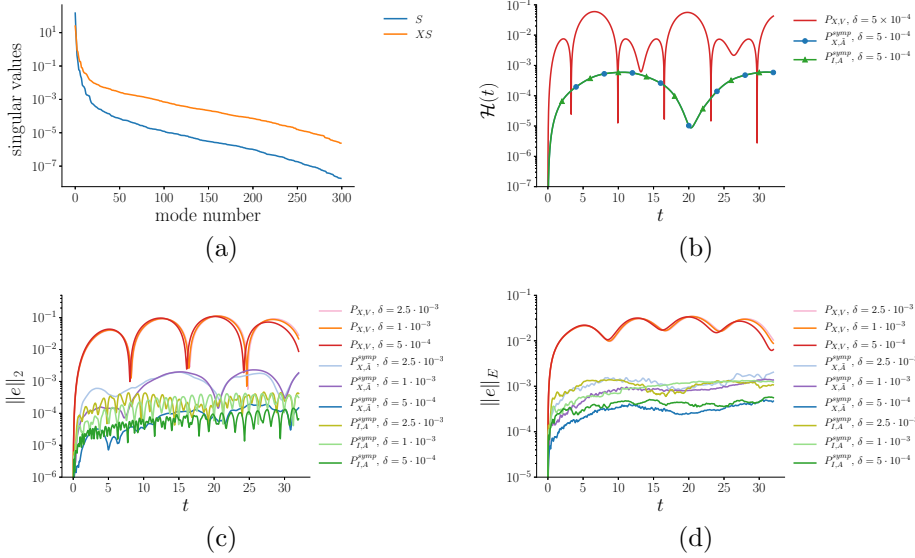 S
XS
10^1
10^{-1}
10^{-3}
10^{-5}
10^{-7}
singular values
0 50 100 150 200 250 300
mode number
(a)
P_{X,V}, δ = 5 × 10^{-4}
P^{symp}_{X,Ã}, δ = 5 · 10^{-4}
P^{symp}_{I,A}, δ = 5 · 10^{-4}
10^{-1}
10^{-2}
10^{-3}
10^{-4}
10^{-5}
10^{-6}
10^{-7}
ℋ(t)
0 5 10 15 20 25 30
t
(b)
10^0
10^{-1}
10^{-2}
10^{-3}
10^{-4}
10^{-5}
10^{-6}
||e||_2
0 5 10 15 20 25 30
t
P_{X,V}, δ = 2.5 · 10^{-3}
P_{X,V}, δ = 1 · 10^{-3}
P_{X,V}, δ = 5 · 10^{-4}
P^{symp}_{X,Ã}, δ = 2.5 · 10^{-3}
P^{symp}_{X,Ã}, δ = 1 · 10^{-3}
P^{symp}_{X,Ã}, δ = 5 · 10^{-4}
P^{symp}_{I,A}, δ = 2.5 · 10^{-3}
P^{symp}_{I,A}, δ = 1 · 10^{-3}
P^{symp}_{I,A}, δ = 5 · 10^{-4}
(c)
10^{-1}
10^{-2}
10^{-3}
10^{-4}
10^{-5}
||e||_E
0 5 10 15 20 25 30
t
P_{X,V}, δ = 2.5 · 10^{-3}
P_{X,V}, δ = 1 · 10^{-3}
P_{X,V}, δ = 5 · 10^{-4}
P^{symp}_{X,Ã}, δ = 2.5 · 10^{-3}
P^{symp}_{X,Ã}, δ = 1 · 10^{-3}
P^{symp}_{X,Ã}, δ = 5 · 10^{-4}
P^{symp}_{I,A}, δ = 2.5 · 10^{-3}
P^{symp}_{I,A}, δ = 1 · 10^{-3}
P^{symp}_{I,A}, δ = 5 · 10^{-4}
(d)